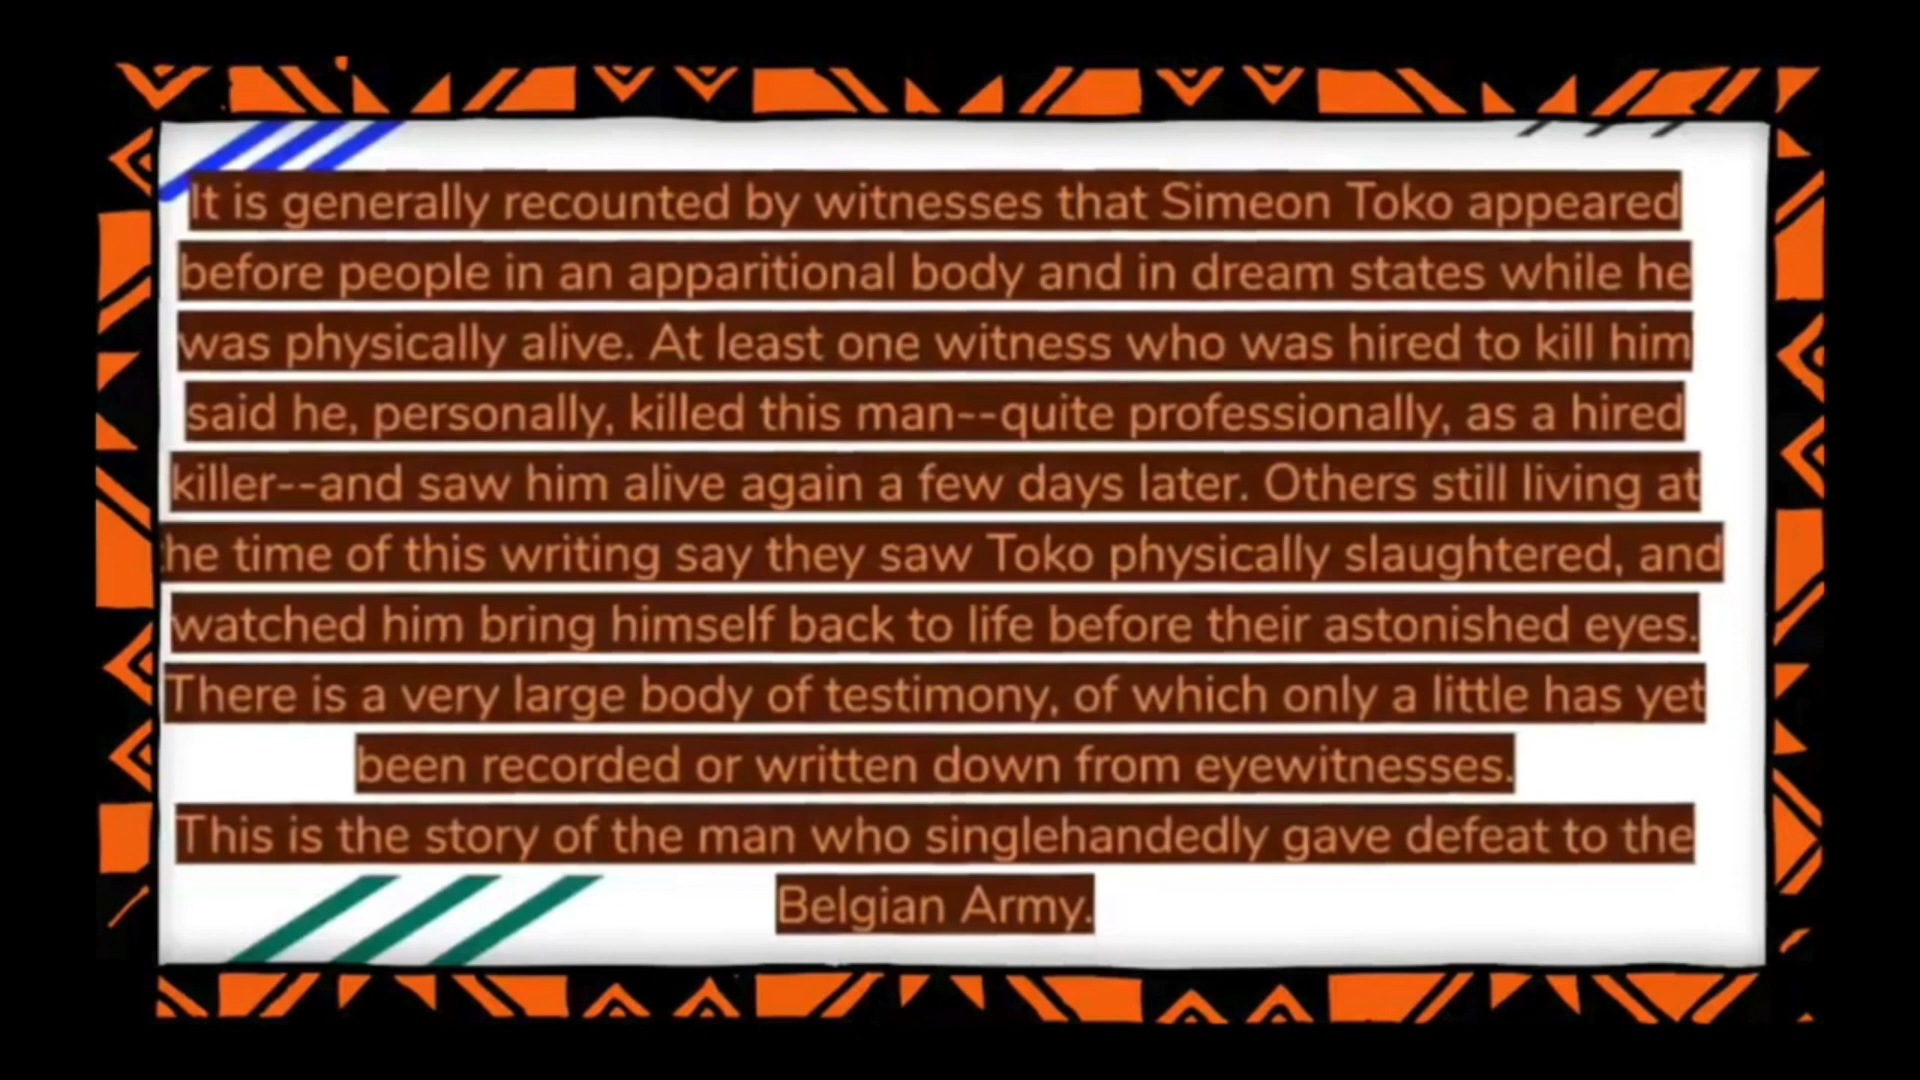 It is generally recounted by witnesses that Simeon Toko appeared
before people in an apparitional body and in dream states while he
was physically alive. At least one witness who was hired to kill him
said he, personally, killed this man--quite professionally, as a hired
killer--and saw him alive again a few days later. Others still living at
the time of this writing say they saw Toko physically slaughtered, and
watched him bring himself back to life before their astonished eyes.
There is a very large body of testimony, of which only a little has yet
been recorded or written down from eyewitnesses.
This is the story of the man who singlehandedly gave defeat to the
Belgian Army.